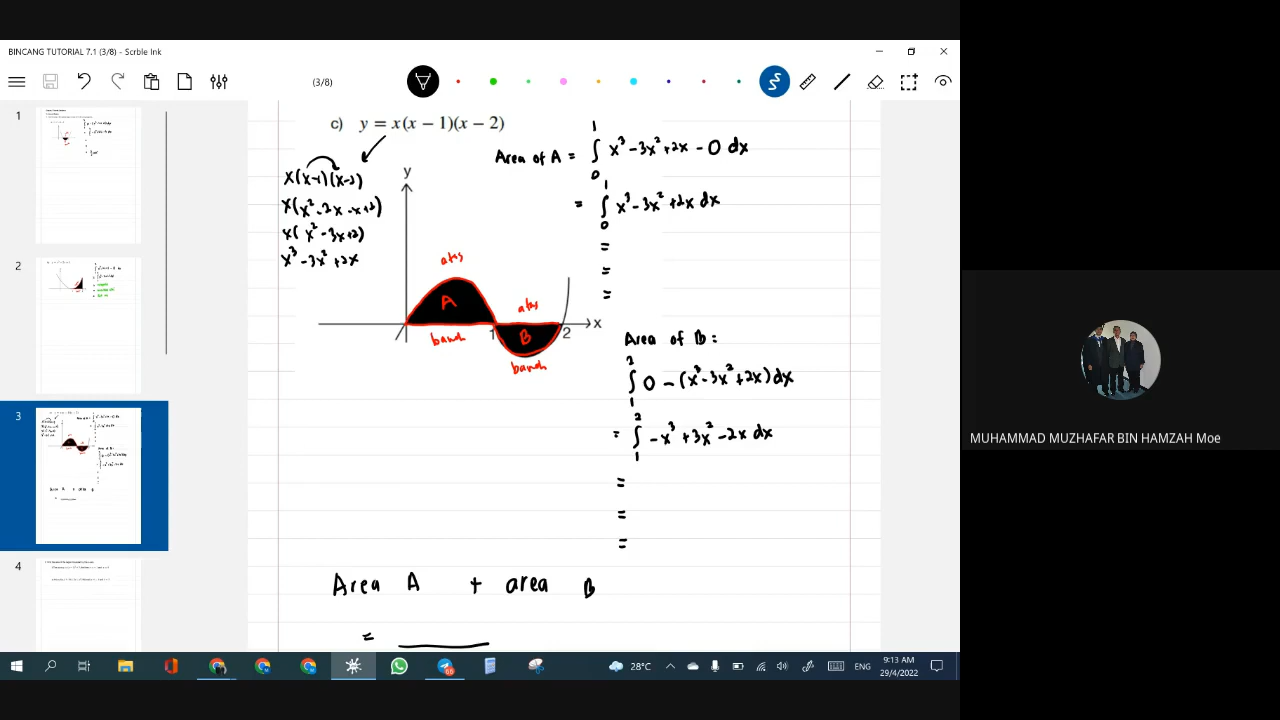 BINCANG TUTORIAL 7.1 (3/8) - Scrble Ink
(3/8)
1
2
3
4
c) y = x(x − 1)(x − 2)
x(x-1)(x-2)
x(x² - 2x - x + 2)
x(x² - 3x + 2)
x³ - 3x² + 2x
y
atas
A
bawah
1
atas
B
bawah
2
x
Area of A = ∫₀¹ x³ - 3x² + 2x - 0 dx
= ∫₀¹ x³ - 3x² + 2x dx
=
=
=
Area of B :
∫₁² 0 - (x³ - 3x² + 2x) dx
= ∫₁² -x³ + 3x² - 2x dx
=
=
=
Area A + area B
=
MUHAMMAD MUZHAFAR BIN HAMZAH Moe
66
28°C
ENG
9:13 AM
29/4/2022